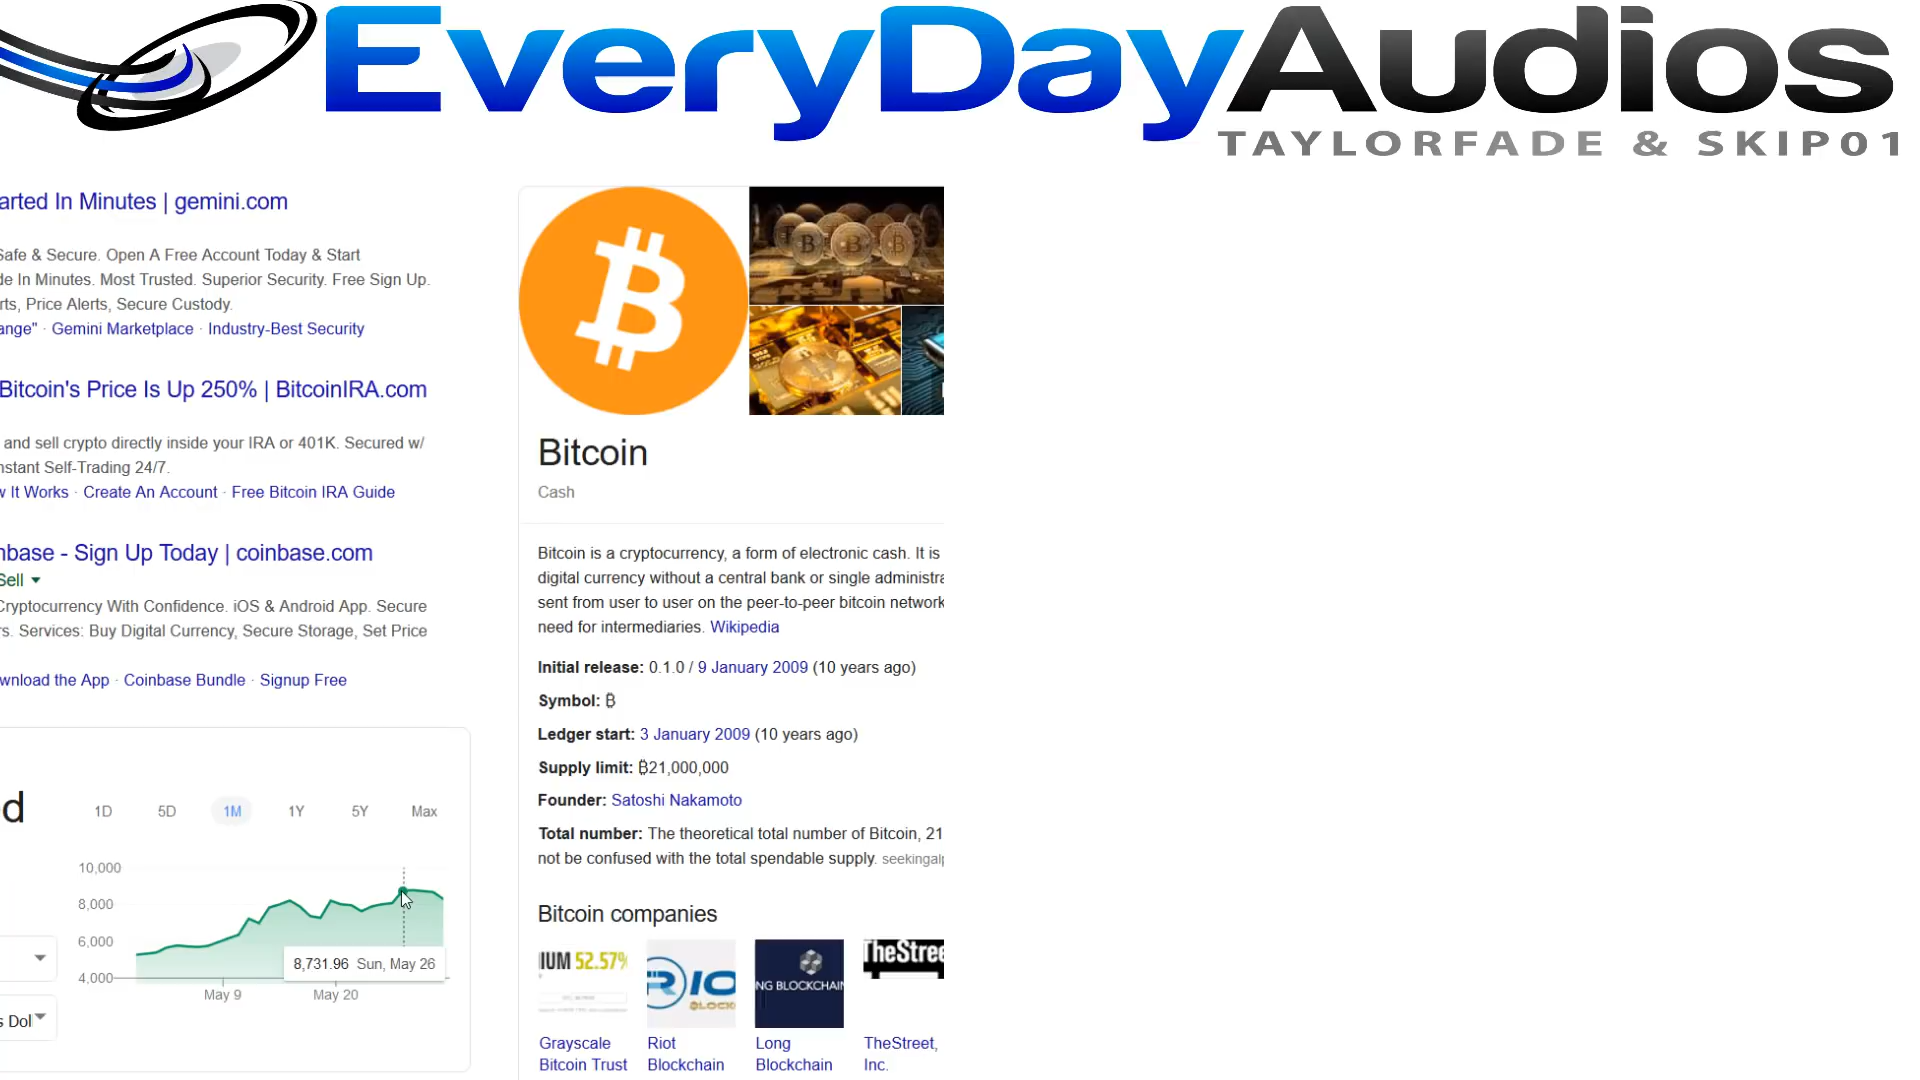 EveryDayAudios
TAYLORFADE & SKIP01
arted In Minutes | gemini.com
Safe & Secure. Open A Free Account Today & Start
de In Minutes. Most Trusted. Superior Security. Free Sign Up.
rts, Price Alerts, Secure Custody.
ange" · Gemini Marketplace · Industry-Best Security
Bitcoin's Price Is Up 250% | BitcoinIRA.com
and sell crypto directly inside your IRA or 401K. Secured w/
nstant Self-Trading 24/7.
w It Works · Create An Account · Free Bitcoin IRA Guide
nbase - Sign Up Today | coinbase.com
Sell
Cryptocurrency With Confidence. iOS & Android App. Secure
rs. Services: Buy Digital Currency, Secure Storage, Set Price
wnload the App · Coinbase Bundle · Signup Free
d
1D 5D 1M 1Y 5Y Max
10,000
8,000
6,000
4,000
8,731.96 Sun, May 26
May 9 May 20
s Doll
Bitcoin
Cash
Bitcoin is a cryptocurrency, a form of electronic cash. It is
digital currency without a central bank or single administra
sent from user to user on the peer-to-peer bitcoin network
need for intermediaries. Wikipedia
Initial release: 0.1.0 / 9 January 2009 (10 years ago)
Symbol: ₿
Ledger start: 3 January 2009 (10 years ago)
Supply limit: ₿21,000,000
Founder: Satoshi Nakamoto
Total number: The theoretical total number of Bitcoin, 21
not be confused with the total spendable supply. seekingalp
Bitcoin companies
IUM 52.57%
RIO
BLOCK
NG BLOCKCHAIN
TheStree
Grayscale
Bitcoin Trust
Riot
Blockchain
Long
Blockchain
TheStreet,
Inc.